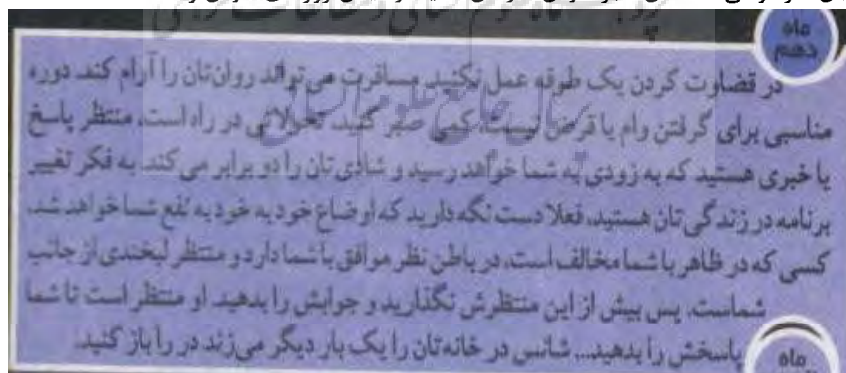 ماه
دهم
در قضاوت کردن یک طرفه عمل نکنید. مسافرت می‌تواند روان‌تان را آرام کند. دوره
مناسبی برای گرفتن وام یا قرض نیست، کمی صبر کنید، تحولاتی در راه است. منتظر پاسخ
یا خبری هستید که به زودی به شما خواهد رسید و شادی‌تان را دو برابر می‌کند. به فکر تغییر
برنامه در زندگی‌تان هستید، فعلا دست نگه دارید که اوضاع خود به خود به نفع شما خواهد شد.
کسی که در ظاهر با شما مخالف است، در باطن نظر موافق با شما دارد و منتظر لبخندی از جانب
شماست. پس بیش از این منتظرش نگذارید و جوابش را بدهید. او منتظر است تا شما
پاسخش را بدهید... شانس در خانه‌تان را یک بار دیگر می‌زند در را باز کنید.
ماه
پرتال جامع علوم انسانی